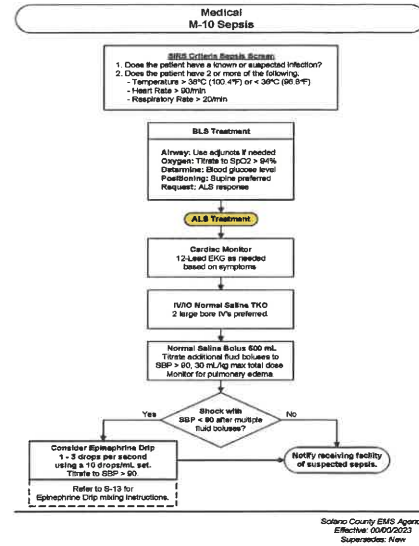 Medical
M-10 Sepsis
SIRS Criteria Sepsis Screen
1. Does the patient have a known or suspected infection?
2. Does the patient have 2 or more of the following.
- Temperature > 38°C (100.4°F) or < 36°C (96.8°F)
- Heart Rate > 90/min
- Respiratory Rate > 20/min
BLS Treatment
Airway: Use adjuncts if needed
Oxygen: Titrate to SpO2 > 94%
Determine: Blood glucose level
Positioning: Supine preferred
Request: ALS response
ALS Treatment
Cardiac Monitor
12-Lead EKG as needed
based on symptoms
IV/IO Normal Saline TKO
2 large bore IV's preferred.
Normal Saline Bolus 500 mL
Titrate additional fluid boluses to
SBP > 90, 30 mL/kg max total dose
Monitor for pulmonary edema.
Shock with
SBP < 90 after multiple
fluid boluses?
Yes
No
Consider Epinephrine Drip
1 - 3 drops per second
using a 10 drops/mL set.
Titrate to SBP > 90.
Refer to S-13 for
Epinephrine Drip mixing instructions.
Notify receiving facility
of suspected sepsis.
Solano County EMS Agency
Effective: 00/00/2023
Supersedes: New